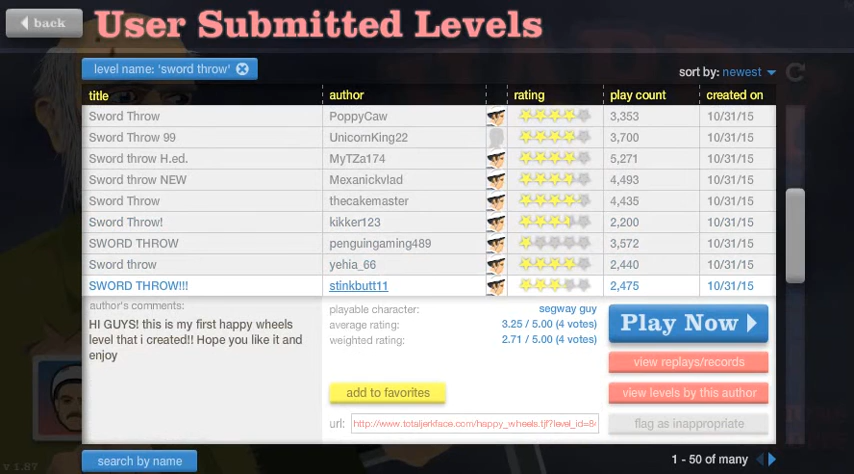 back
User Submitted Levels
level name: 'sword throw'
sort by: newest
title author rating play count created on
Sword Throw PoppyCaw 3,353 10/31/15
Sword Throw 99 UnicornKing22 3,700 10/31/15
Sword throw H.ed. MyTZa174 5,271 10/31/15
Sword throw NEW Mexanickvlad 4,493 10/31/15
Sword Throw thecakemaster 4,435 10/31/15
Sword Throw! kikker123 2,200 10/31/15
SWORD THROW penguingaming489 3,572 10/31/15
Sword throw yehia_66 2,440 10/31/15
SWORD THROW!!! stinkbutt11 2,475 10/31/15
author's comments:
HI GUYS! this is my first happy wheels
level that i created!! Hope you like it and
enjoy
playable character: segway guy
average rating: 3.25 / 5.00 (4 votes)
weighted rating: 2.71 / 5.00 (4 votes)
add to favorites
url: http://www.totaljerkface.com/happy_wheels.tjf?level_id=8
Play Now
view replays/records
view levels by this author
flag as inappropriate
v 1.87
search by name
1 - 50 of many